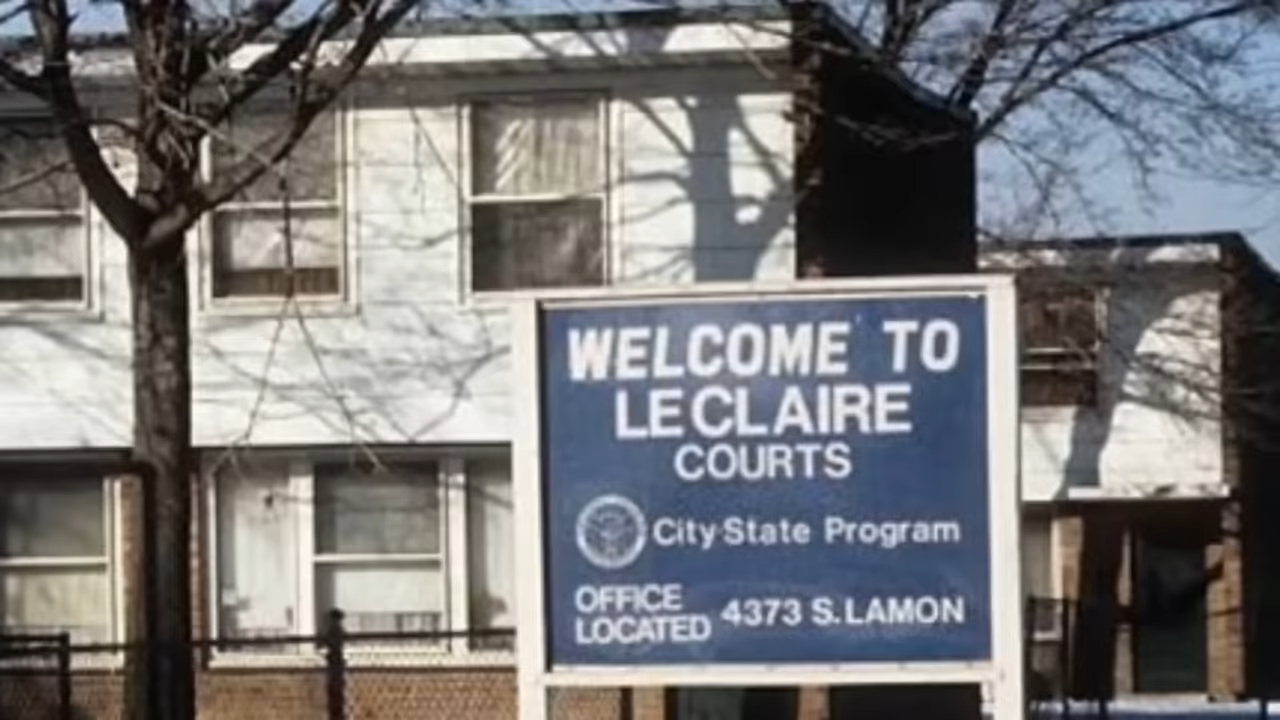 WELCOME TO
LECLAIRE
COURTS
City-State Program
OFFICE
LOCATED
4373 S. LAMON